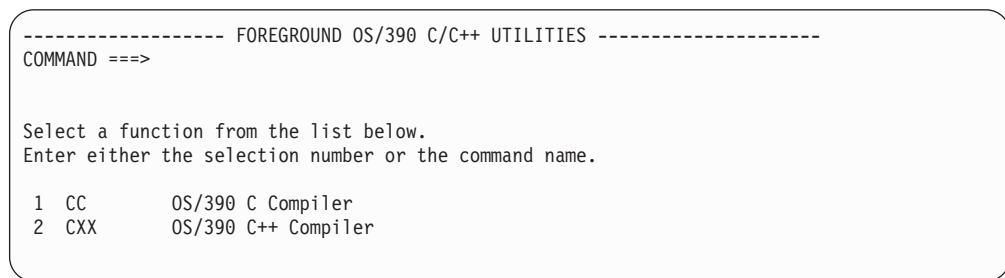 ------------------- FOREGROUND OS/390 C/C++ UTILITIES ---------------------
COMMAND ===>
Select a function from the list below.
Enter either the selection number or the command name.
1 CC OS/390 C Compiler
2 CXX OS/390 C++ Compiler